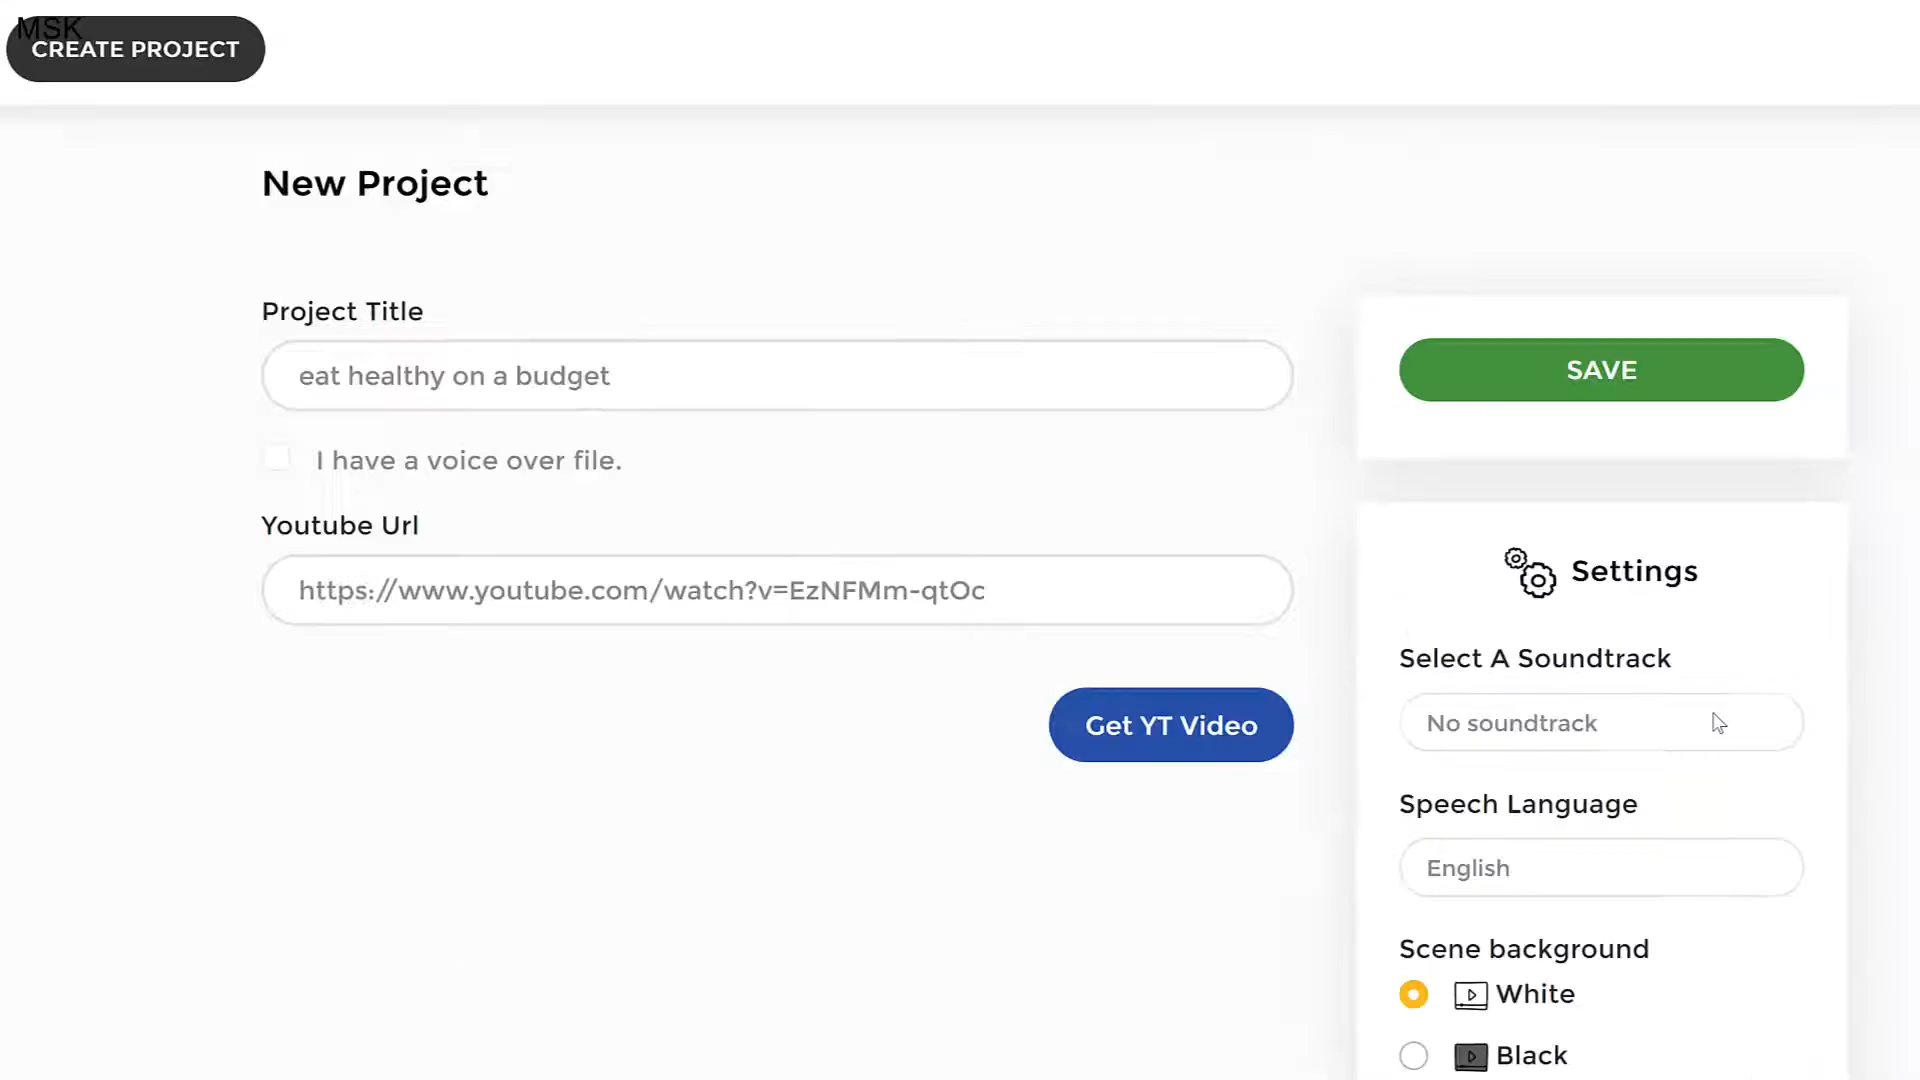 MSK
CREATE PROJECT
New Project
Project Title
eat healthy on a budget
I have a voice over file.
Youtube Url
https://www.youtube.com/watch?v=EzNFMm-qtOc
Get YT Video
SAVE
Settings
Select A Soundtrack
No soundtrack
Speech Language
English
Scene background
White
Black